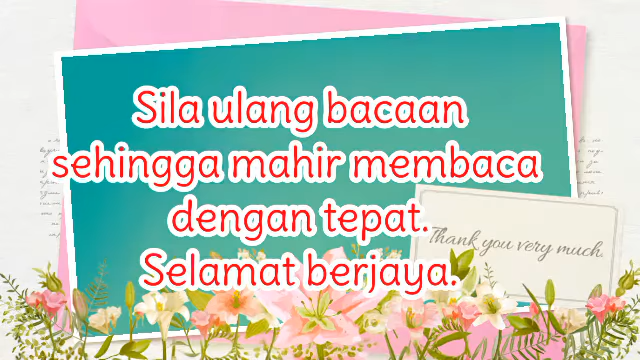 Sila ulang bacaan
sehingga mahir membaca
dengan tepat.
Selamat berjaya.
Thank you very much.